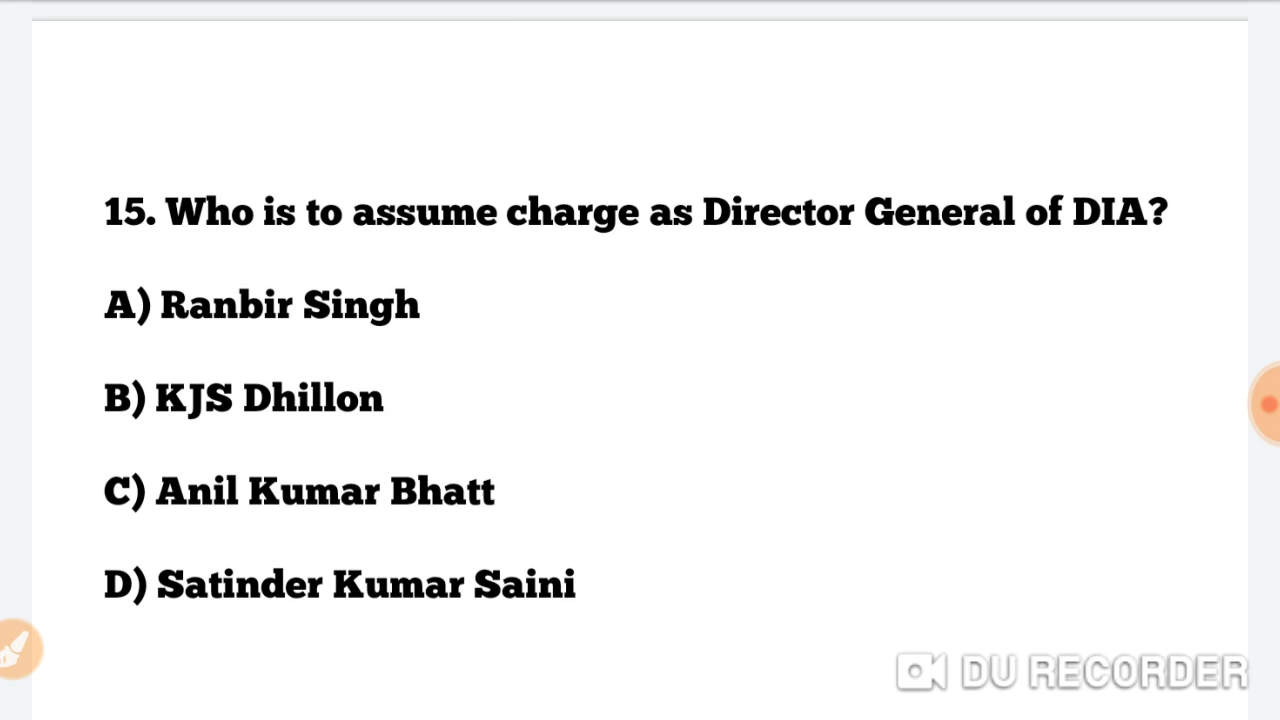 15. Who is to assume charge as Director General of DIA?
A) Ranbir Singh
B) KJS Dhillon
C) Anil Kumar Bhatt
D) Satinder Kumar Saini
DU RECORDER